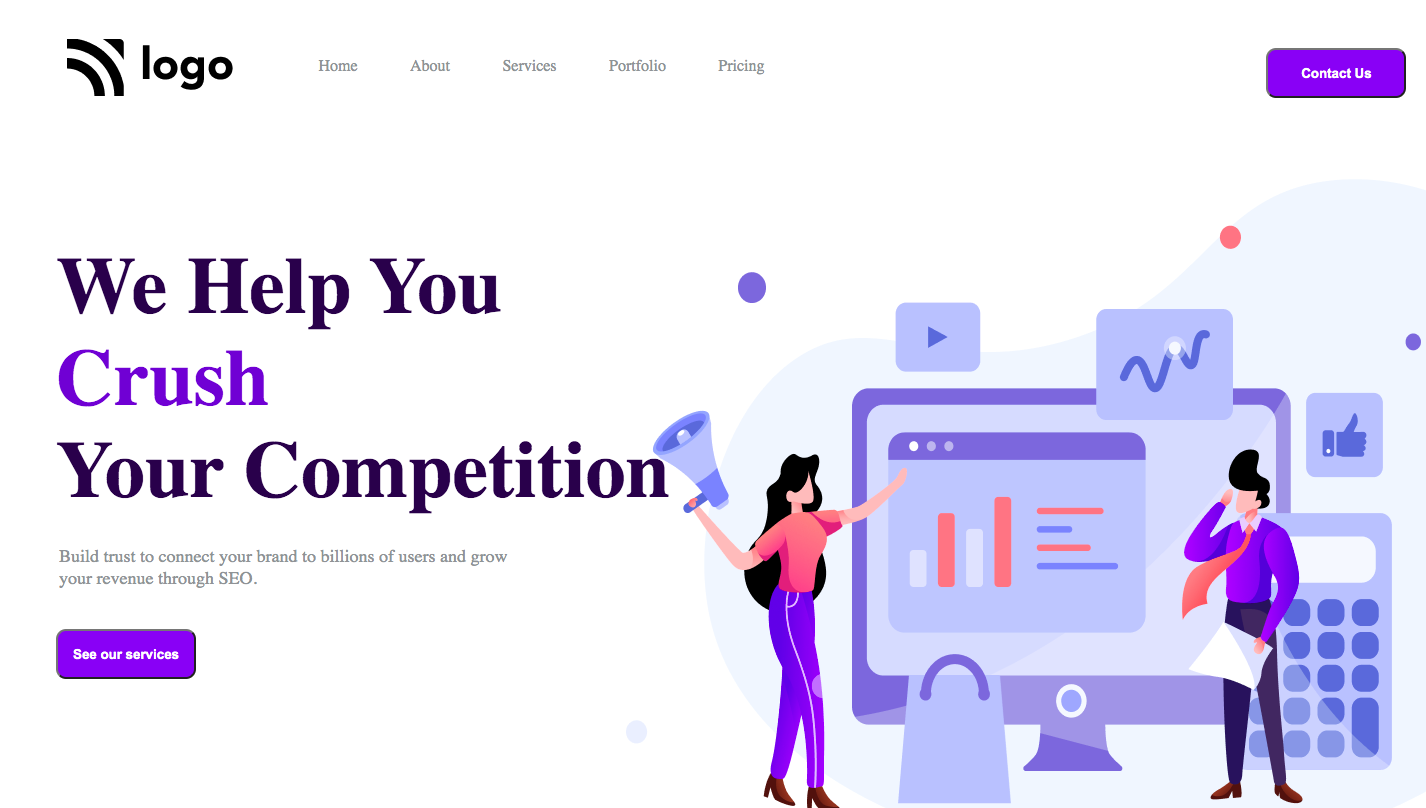 logo
Home
About
Services
Portfolio
Pricing
Contact Us
We Help You
Crush
Your Competition
Build trust to connect your brand to billions of users and grow
your revenue through SEO.
See our services